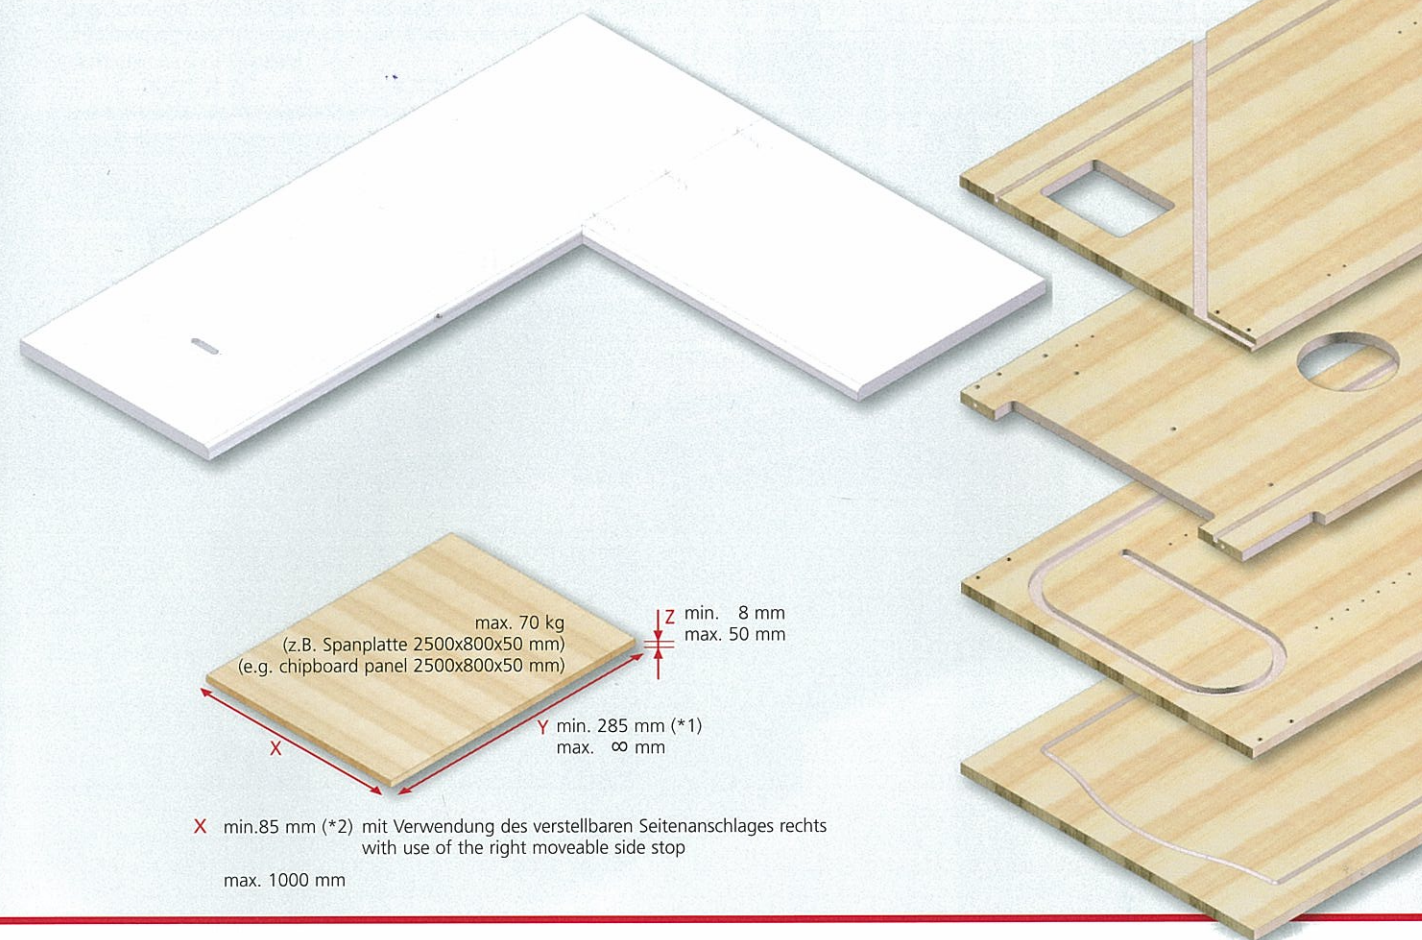 max. 70 kg
(z.B. Spanplatte 2500x800x50 mm)
(e.g. chipboard panel 2500x800x50 mm)
Z min. 8 mm
max. 50 mm
Y min. 285 mm (*1)
max. ∞ mm
X
X min.85 mm (*2) mit Verwendung des verstellbaren Seitenanschlages rechts
with use of the right moveable side stop
max. 1000 mm